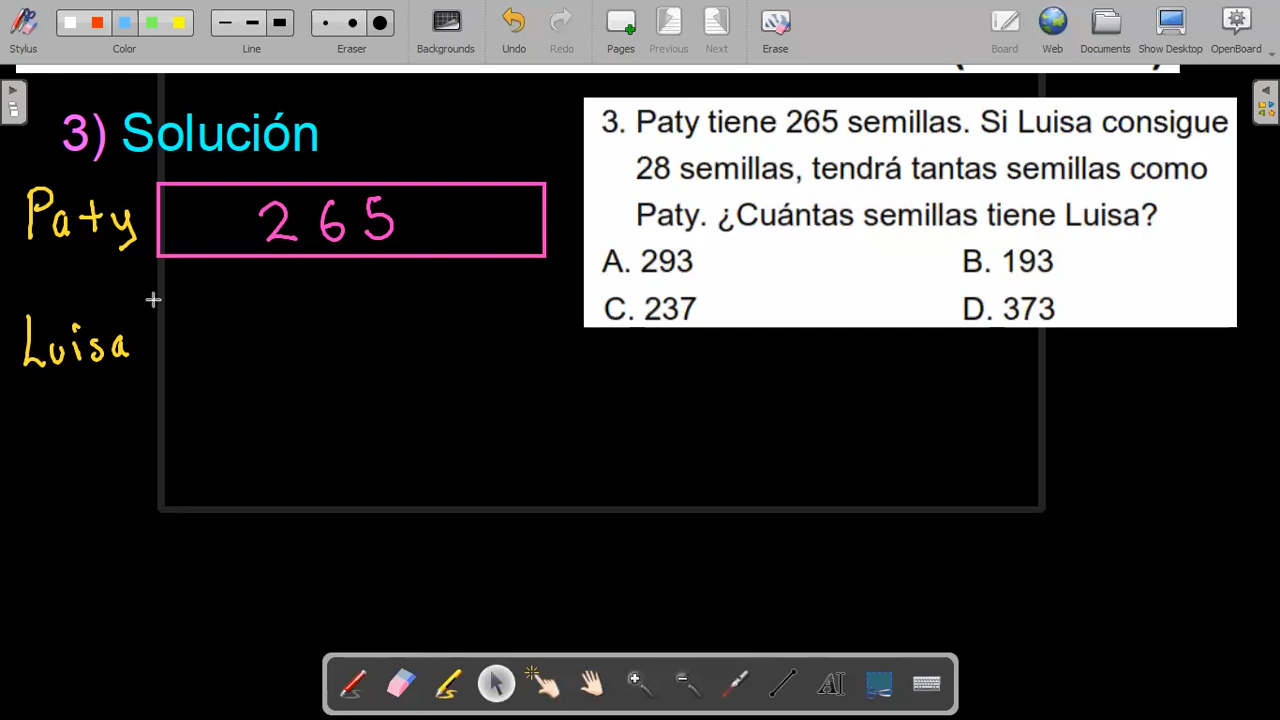 Stylus
Color
Line
Eraser
Backgrounds
Undo
Redo
Pages
Previous
Next
Erase
Board
Web
Documents
Show Desktop
OpenBoard
3) Solución
Paty 265
Luisa
3. Paty tiene 265 semillas. Si Luisa consigue
28 semillas, tendrá tantas semillas como
Paty. ¿Cuántas semillas tiene Luisa?
A. 293 B. 193
C. 237 D. 373
AI